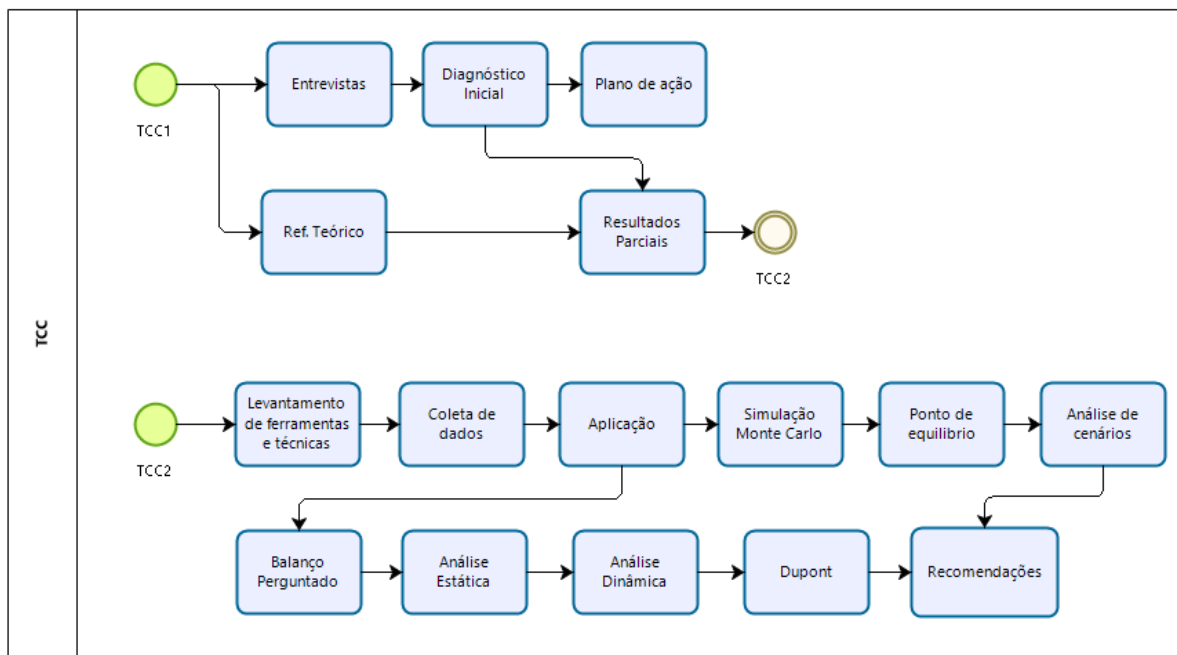 TCC
Entrevistas
Diagnóstico
Inicial
Plano de ação
TCC1
Ref. Teórico
Resultados
Parciais
TCC2
Levantamento
de ferramentas
e técnicas
Coleta de
dados
Aplicação
Simulação
Monte Carlo
Ponto de
equilibrio
Análise de
cenários
TCC2
Balanço
Perguntado
Análise
Estática
Análise
Dinámica
Dupont
Recomendações